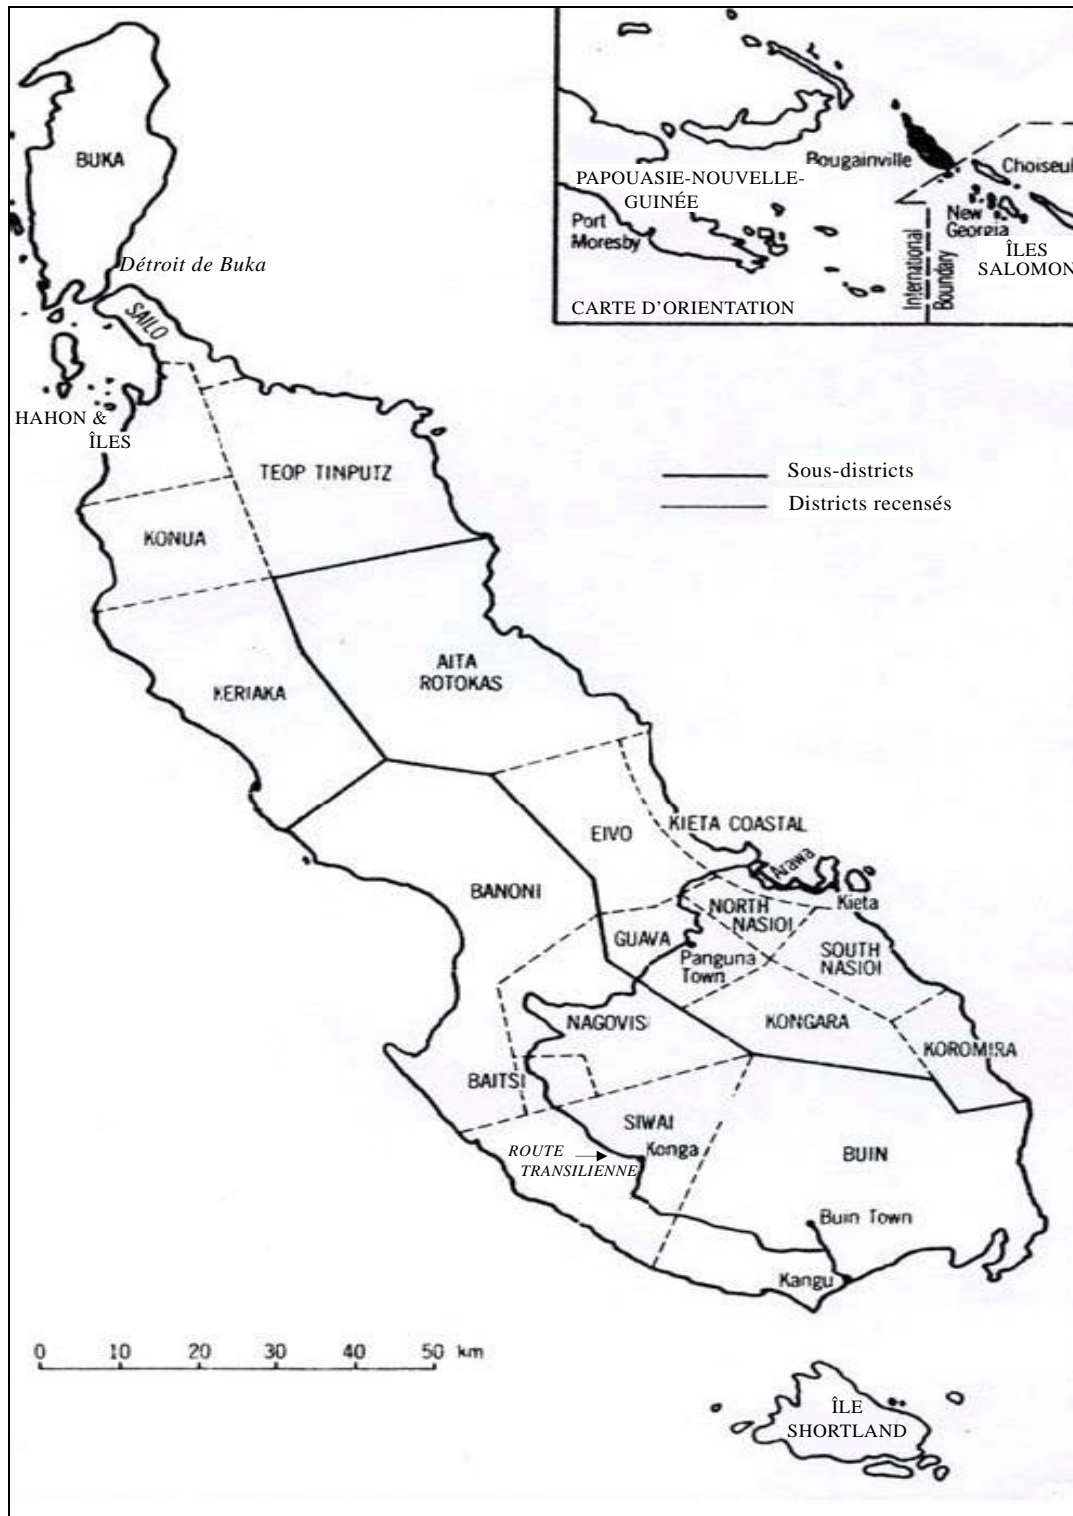 BUKA
Détroit de Buka
SAILO
HAHON &
ÎLES
TEOP TINPUTZ
KONUA
KERIAKA
AITA
ROTOKAS
EIVO
KIETA COASTAL
Arawa
Kieta
BANONI
GUAVA
NORTH
NASIOI
Panguna
Town
SOUTH
NASIOI
NAGOVISI
KONGARA
KOROMIRA
BAITSI
SIWAI
Konga
ROUTE
TRANSILIENNE
BUIN
Buin Town
Kangu
0 10 20 30 40 50 km
ÎLE
SHORTLAND
Bougainville
Choiseul
PAPOUASIE-NOUVELLE-
GUINÉE
Port
Moresby
New
Georgia
ÎLES
SALOMON
International
Boundary
CARTE D’ORIENTATION
Sous-districts
Districts recensés